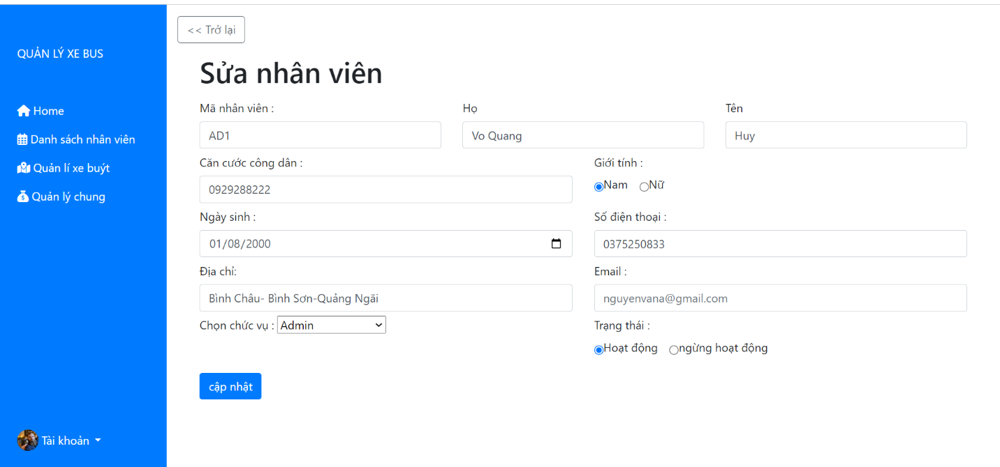 << Trở lại
QUẢN LÝ XE BUS
Home
Danh sách nhân viên
Quản lí xe buýt
Quản lý chung
Tài khoản
Sửa nhân viên
Mã nhân viên : Họ Tên
AD1 Vo Quang Huy
Căn cước công dân : Giới tính :
0929288222 Nam Nữ
Ngày sinh : Số điện thoại :
01/08/2000 0375250833
Địa chỉ: Email :
Bình Châu- Bình Sơn-Quảng Ngãi nguyenvana@gmail.com
Chọn chức vụ : Admin Trạng thái :
Hoạt động ngừng hoạt động
cập nhật